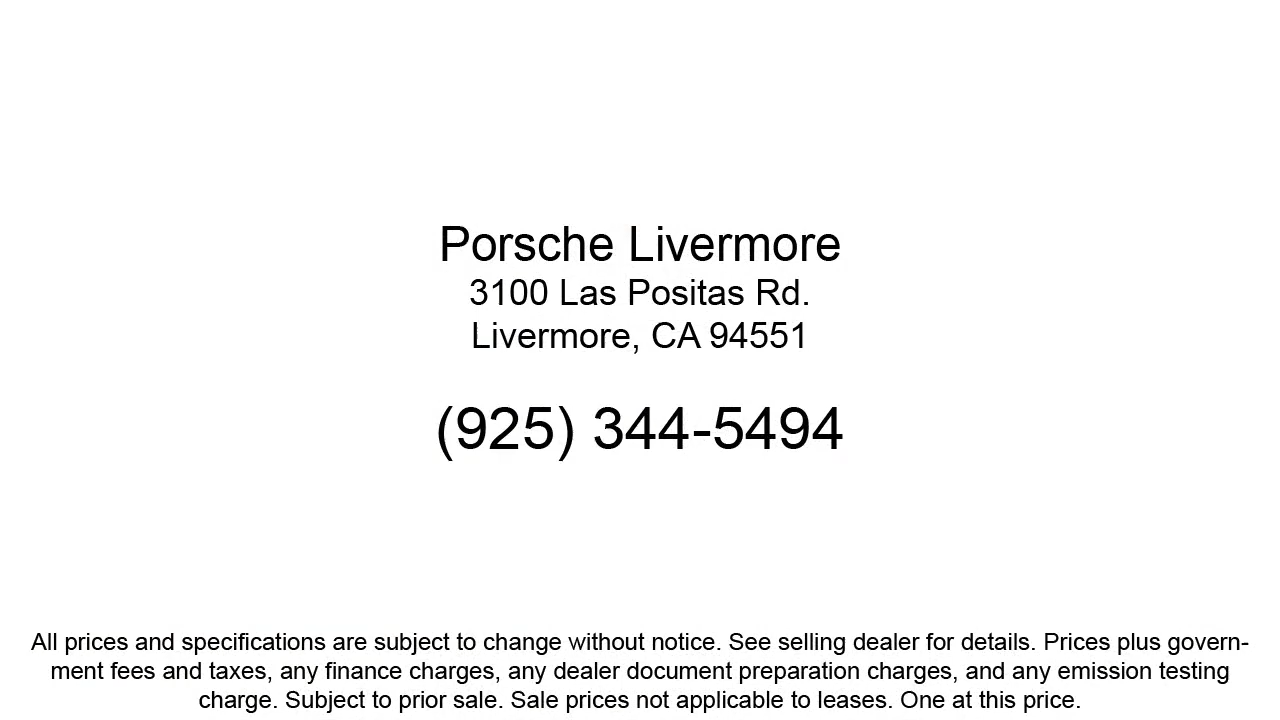 Porsche Livermore
3100 Las Positas Rd.
Livermore, CA 94551
(925) 344-5494
All prices and specifications are subject to change without notice. See selling dealer for details. Prices plus govern-
ment fees and taxes, any finance charges, any dealer document preparation charges, and any emission testing
charge. Subject to prior sale. Sale prices not applicable to leases. One at this price.